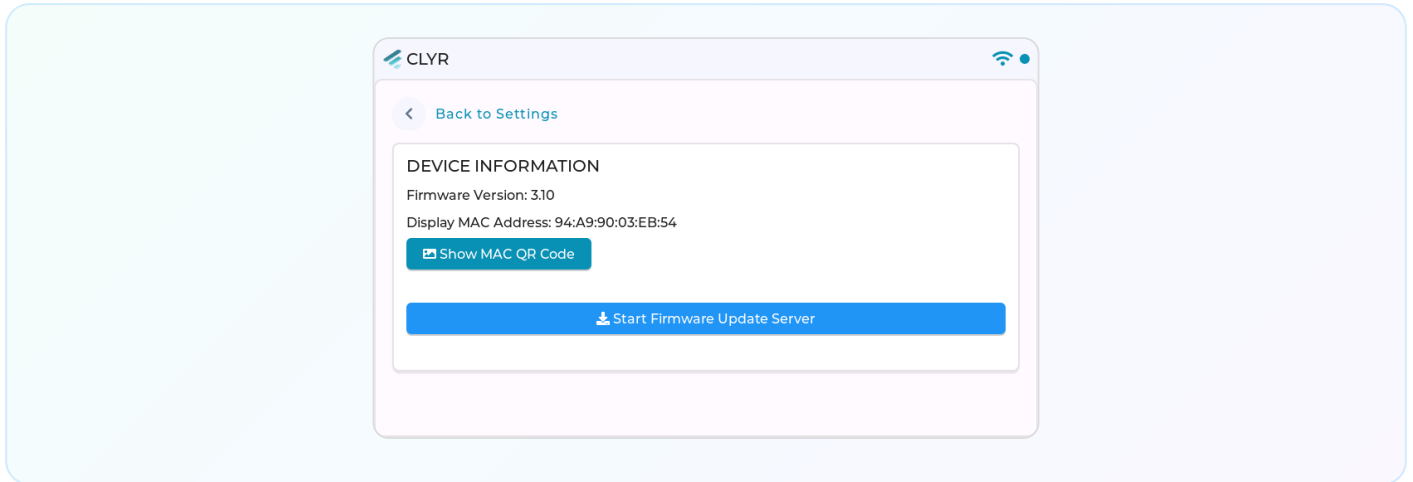 CLYR
Back to Settings
DEVICE INFORMATION
Firmware Version: 3.10
Display MAC Address: 94:A9:90:03:EB:54
Show MAC QR Code
Start Firmware Update Server